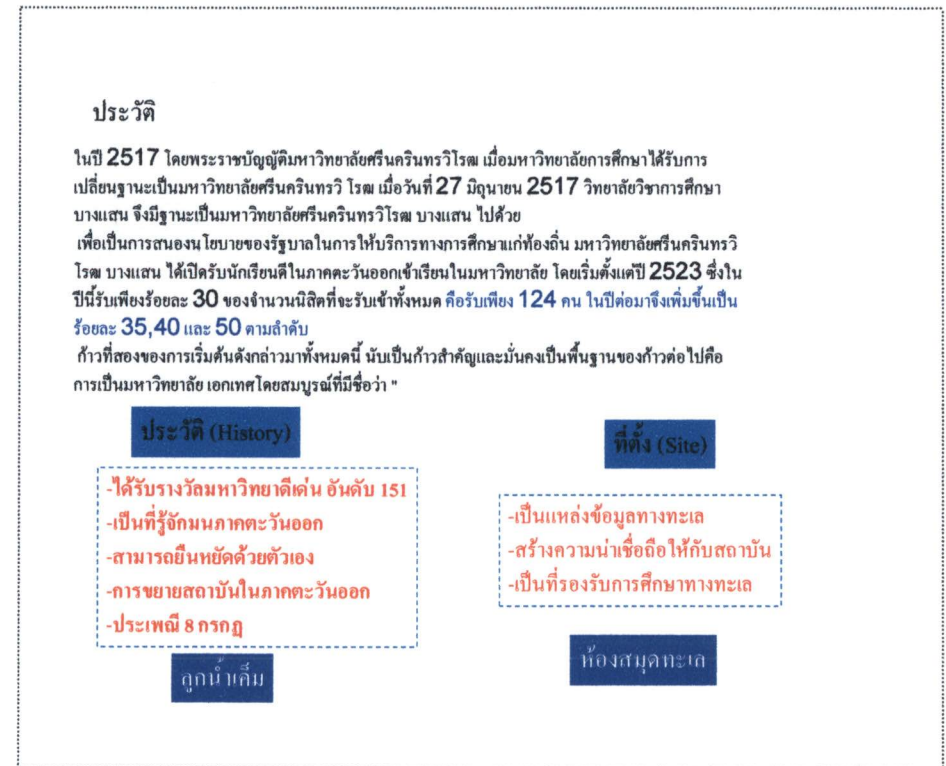 ประวัติ
ในปี 2517 โดยพระราชบัญญัติมหาวิทยาลัยศรีนครินทรวิโรฒ เมื่อมหาวิทยาลัยการศึกษาได้รับการ
เปลี่ยนฐานะเป็นมหาวิทยาลัยศรีนครินทรวิ โรฒ เมื่อวันที่ 27 มิถุนายน 2517 วิทยาลัยวิชาการศึกษา
บางแสน จึงมีฐานะเป็นมหาวิทยาลัยศรีนครินทรวิโรฒ บางแสน ไปด้วย
เพื่อเป็นการสนองนโยบายของรัฐบาลในการให้บริการทางการศึกษาแก่ท้องถิ่น มหาวิทยาลัยศรีนครินทรวิ
โรฒ บางแสน ได้เปิดรับนักเรียนดีในภาคตะวันออกเข้าเรียนในมหาวิทยาลัย โดยเริ่มตั้งแต่ปี 2523 ซึ่งใน
ปีนี้รับเพียงร้อยละ 30 ของจำนวนนิสิตที่จะรับเข้าทั้งหมด คือรับเพียง 124 คน ในปีต่อมาจึงเพิ่มขึ้นเป็น
ร้อยละ 35,40 และ 50 ตามลำดับ
ก้าวที่สองของการเริ่มต้นดังกล่าวมาทั้งหมดนี้ นับเป็นก้าวสำคัญและมั่นคงเป็นพื้นฐานของก้าวต่อไปคือ
การเป็นมหาวิทยาลัย เอกเทศโดยสมบูรณ์ที่มีชื่อว่า "
ประวัติ (History)
-ได้รับรางวัลมหาวิทยาดีเด่น อันดับ 151
-เป็นที่รู้จักมนภาคตะวันออก
-สามารถยืนหยัดด้วยตัวเอง
-การขยายสถาบันในภาคตะวันออก
-ประเพณี 8 กรกฏ
ลูกน้ำเค็ม
ที่ตั้ง (Site)
-เป็นแหล่งข้อมูลทางทะเล
-สร้างความน่าเชื่อถือให้กับสถาบัน
-เป็นที่รองรับการศึกษาทางทะเล
ห้องสมุดทะเล